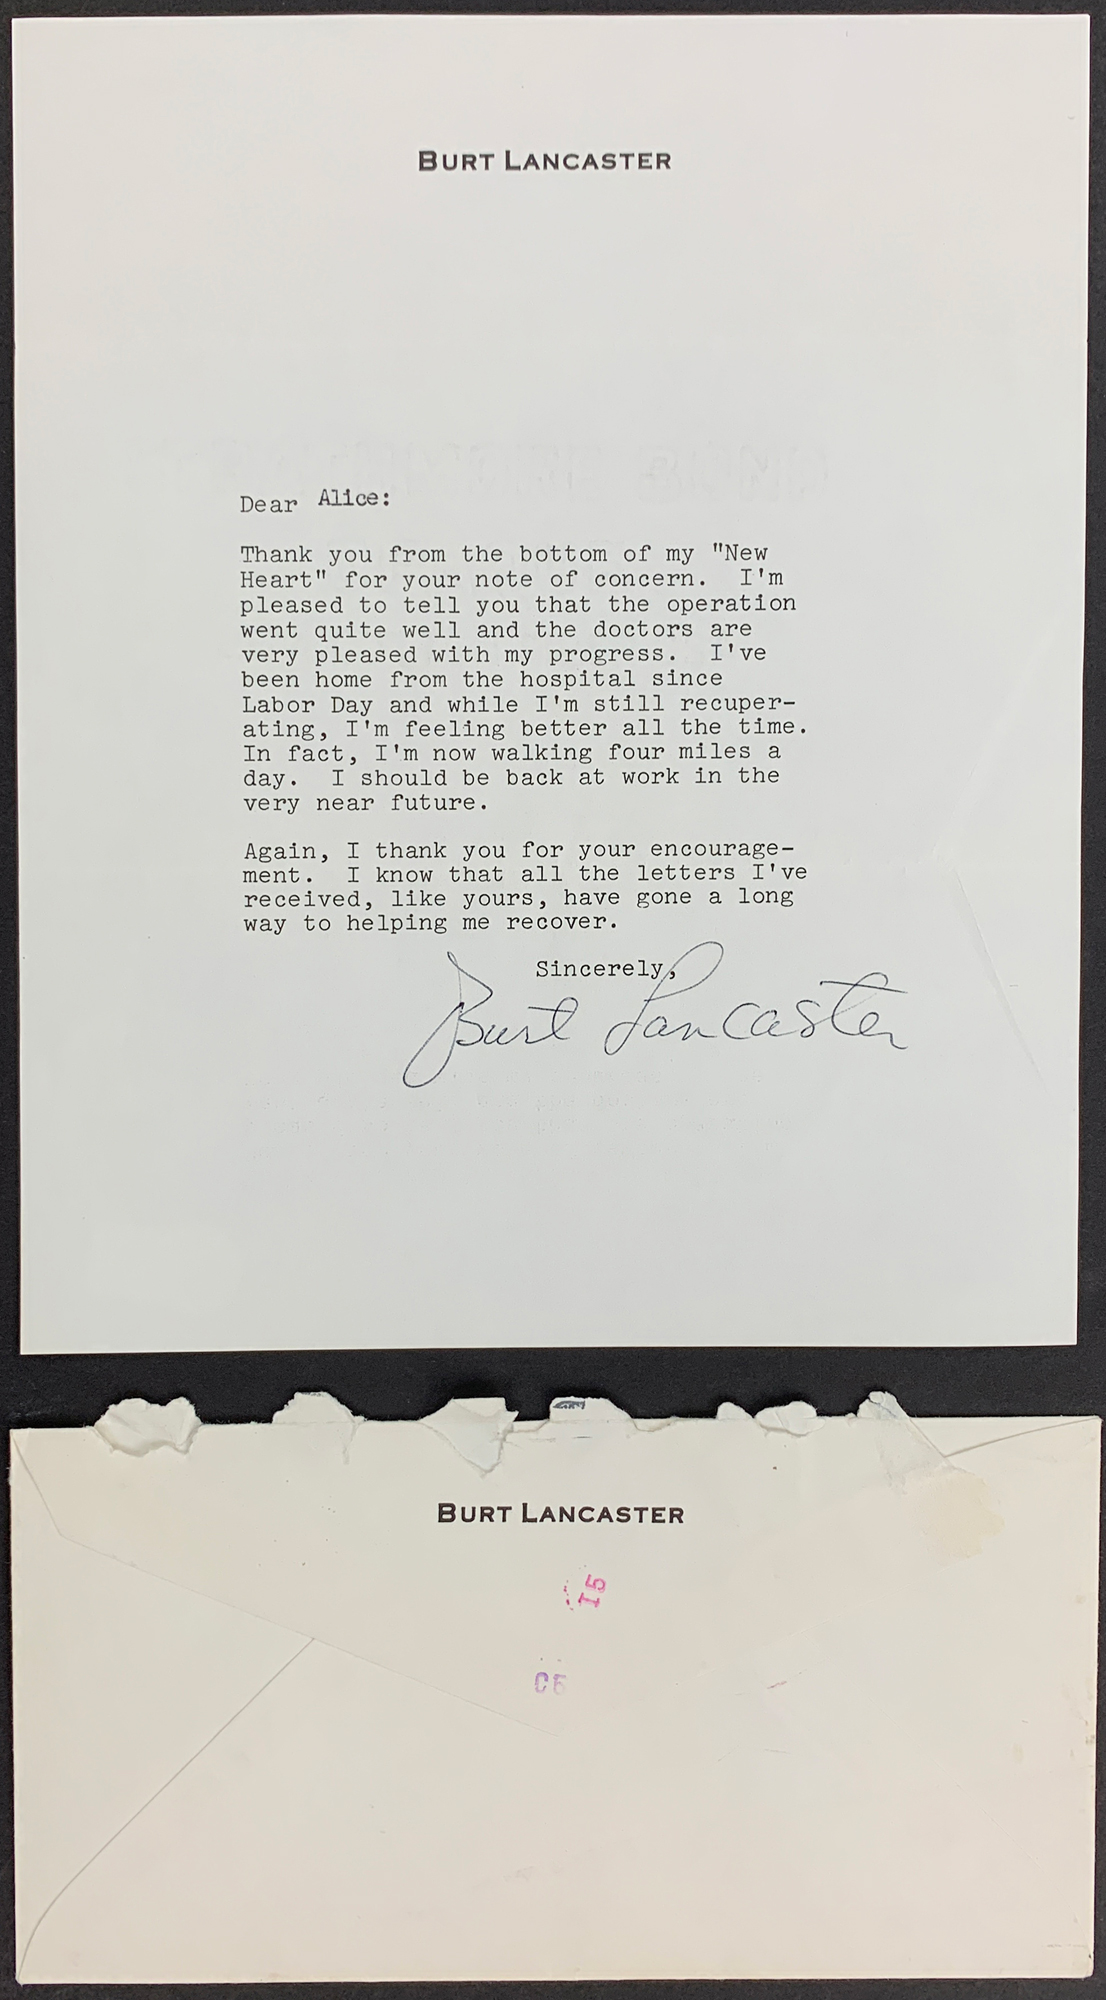 BURT LANCASTER
Dear Alice:
Thank you from the bottom of my "New
Heart" for your note of concern.  I'm
pleased to tell you that the operation
went quite well and the doctors are
very pleased with my progress.  I've
been home from the hospital since
Labor Day and while I'm still recuper-
ating, I'm feeling better all the time.
In fact, I'm now walking four miles a
day.  I should be back at work in the
very near future.
Again, I thank you for your encourage-
ment.  I know that all the letters I've
received, like yours, have gone a long
way to helping me recover.
Sincerely,
Burt Lancaster
BURT LANCASTER
15